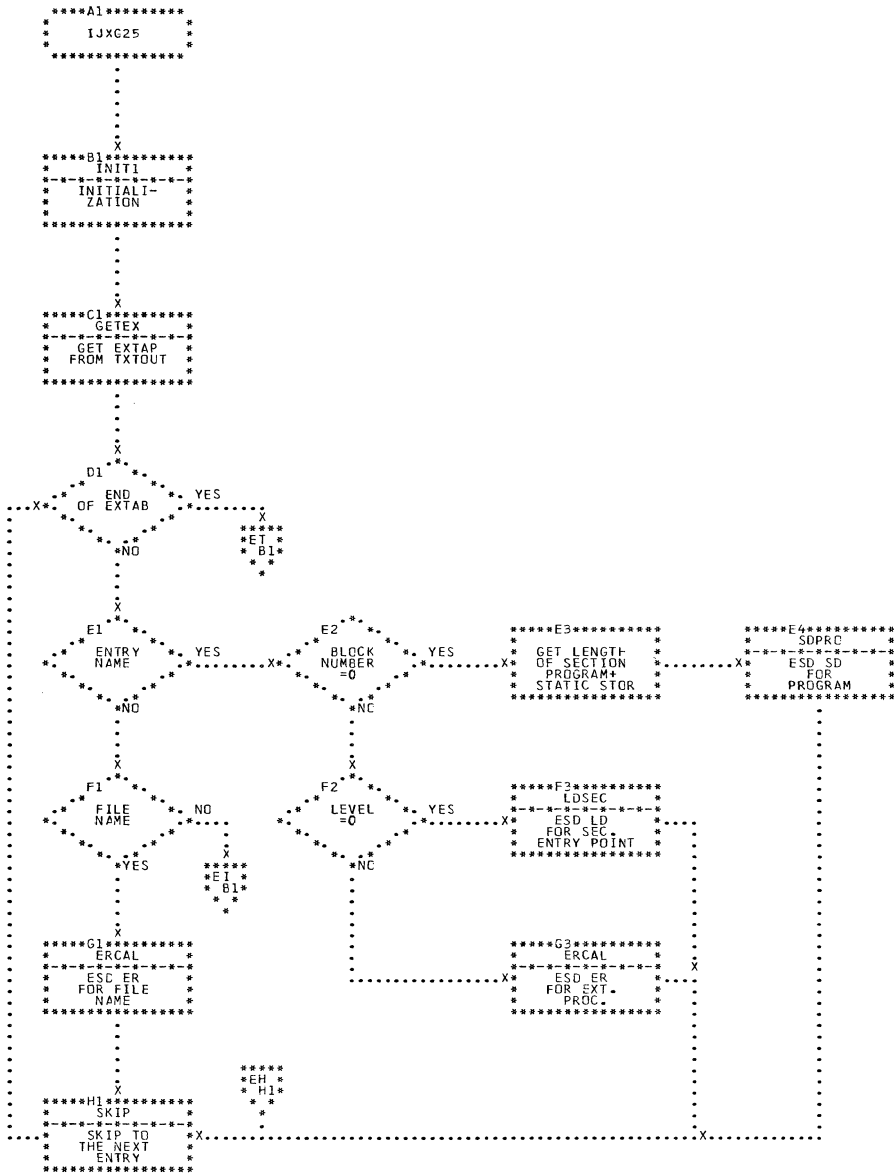 A1
IJXG25
B1
INIT1
INITIALI-
ZATION
C1
GETEX
GET EXTAP
FROM TXTOUT
D1
END
OF EXTAB
YES
NO
ET
B1
E1
ENTRY
NAME
YES
NO
E2
BLOCK
NUMBER
=0
YES
NO
E3
GET LENGTH
OF SECTION
PROGRAM+
STATIC STOR
E4
SDPRO
ESD SD
FOR
PROGRAM
F1
FILE
NAME
NO
YES
EI
B1
F2
LEVEL
=0
YES
NO
F3
LDSEC
ESD LD
FOR SEC.
ENTRY POINT
G1
ERCAL
ESD ER
FOR FILE
NAME
G3
ERCAL
ESD ER
FOR EXT.
PROC.
EH
H1
H1
SKIP
SKIP TO
THE NEXT
ENTRY